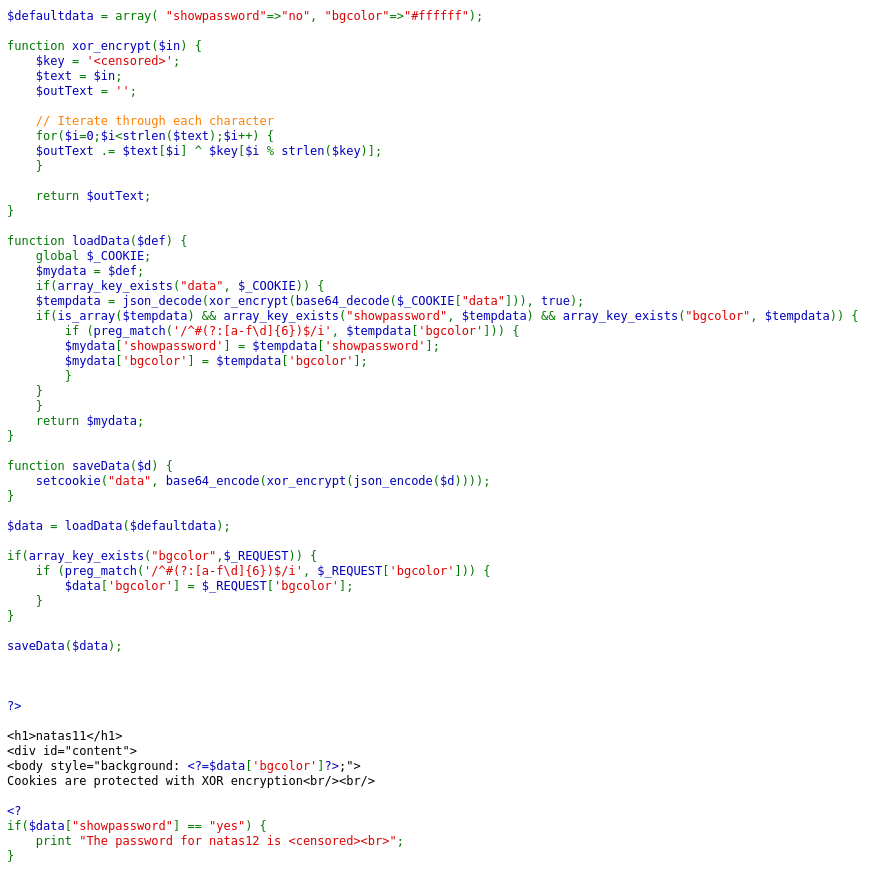 $defaultdata = array( "showpassword"=>"no", "bgcolor"=>"#ffffff");

function xor_encrypt($in) {
    $key = '<censored>';
    $text = $in;
    $outText = '';

    // Iterate through each character
    for($i=0;$i<strlen($text);$i++) {
    $outText .= $text[$i] ^ $key[$i % strlen($key)];
    }

    return $outText;
}

function loadData($def) {
    global $_COOKIE;
    $mydata = $def;
    if(array_key_exists("data", $_COOKIE)) {
    $tempdata = json_decode(xor_encrypt(base64_decode($_COOKIE["data"])), true);
    if(is_array($tempdata) && array_key_exists("showpassword", $tempdata) && array_key_exists("bgcolor", $tempdata)) {
        if (preg_match('/^#(?:[a-f\d]{6})$/i', $tempdata['bgcolor'])) {
        $mydata['showpassword'] = $tempdata['showpassword'];
        $mydata['bgcolor'] = $tempdata['bgcolor'];
        }
    }
    }
    return $mydata;
}

function saveData($d) {
    setcookie("data", base64_encode(xor_encrypt(json_encode($d))));
}

$data = loadData($defaultdata);

if(array_key_exists("bgcolor",$_REQUEST)) {
    if (preg_match('/^#(?:[a-f\d]{6})$/i', $_REQUEST['bgcolor'])) {
        $data['bgcolor'] = $_REQUEST['bgcolor'];
    }
}

saveData($data);

?>

<h1>natas11</h1>
<div id="content">
<body style="background: <?=$data['bgcolor']?>;">
Cookies are protected with XOR encryption<br/><br/>

<?
if($data["showpassword"] == "yes") {
    print "The password for natas12 is <censored><br>";
}